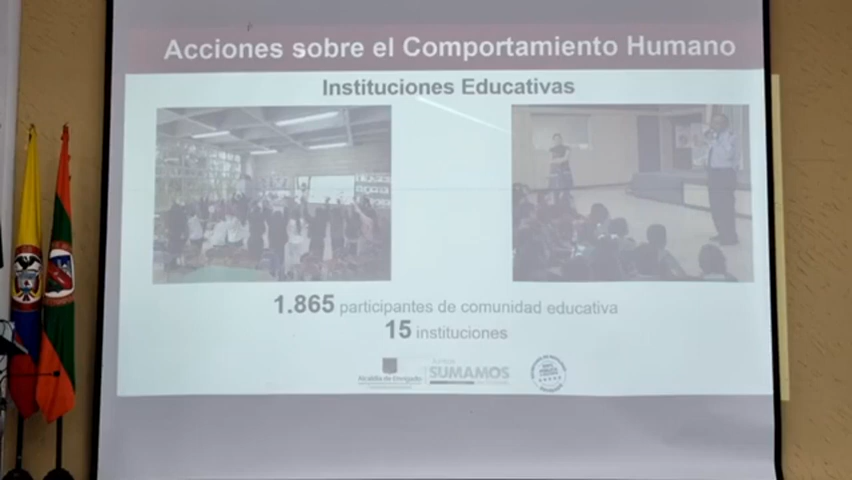 Acciones sobre el Comportamiento Humano
Instituciones Educativas
1.865 participantes de comunidad educativa
15 instituciones
Alcaldía de Envigado
SUMAMOS